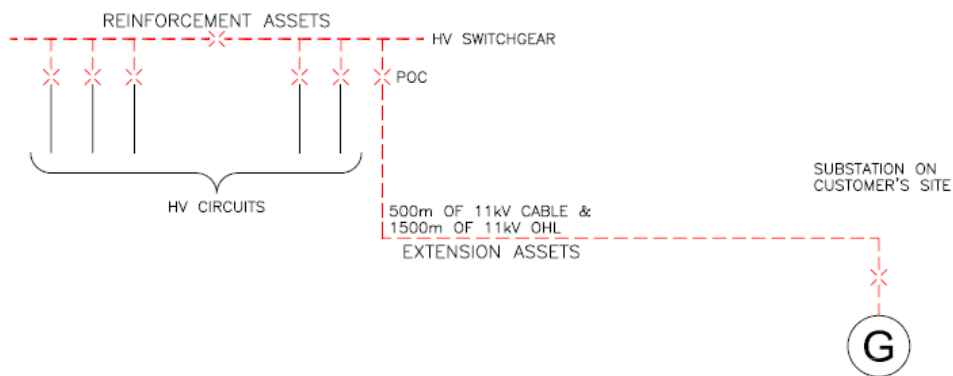 REINFORCEMENT ASSETS
HV SWITCHGEAR
POC
SUBSTATION ON
CUSTOMER'S SITE
HV CIRCUITS
500m OF 11kV CABLE &
1500m OF 11kV OHL
EXTENSION ASSETS
G